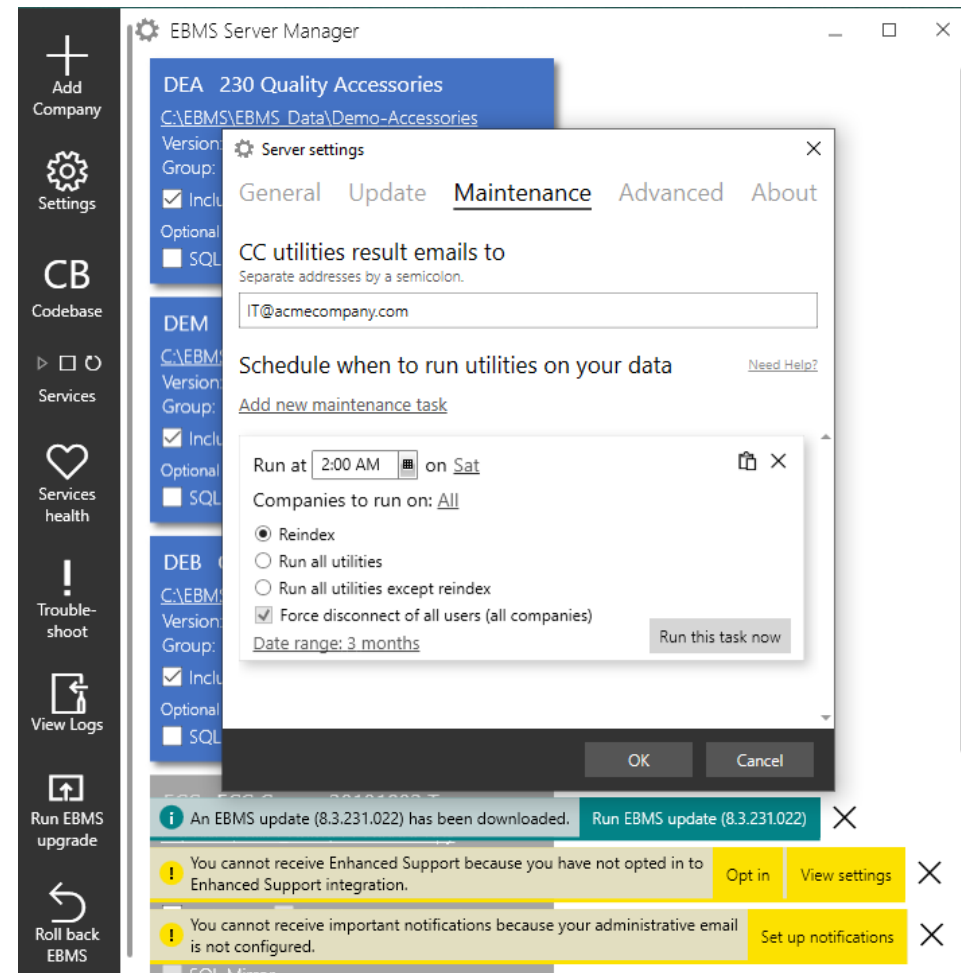 EBMS Server Manager
Add
Company
Settings
CB
Codebase
Services
Services
health
Trouble-
shoot
View Logs
Run EBMS
upgrade
Roll back
EBMS
DEA 230 Quality Accessories
C:\EBMS\EBMS_Data\Demo-Accessories
Version:
Group:
Optional
SQL
DEM
Version:
Group:
Optional
SQL
DEB
Version:
Group:
Optional
SQL
Server settings
General Update Maintenance Advanced About
CC utilities result emails to
Separate addresses by a semicolon.
IT@acmecompany.com
Schedule when to run utilities on your data Need Help?
Add new maintenance task
Run at 2:00 AM on Sat
Companies to run on: All
Reindex
Run all utilities
Run all utilities except reindex
Force disconnect of all users (all companies)
Date range: 3 months
Run this task now
OK Cancel
An EBMS update (8.3.231.022) has been downloaded. Run EBMS update (8.3.231.022)
You cannot receive Enhanced Support because you have not opted in to
Enhanced Support integration.
Opt in View settings
You cannot receive important notifications because your administrative email
is not configured.
Set up notifications